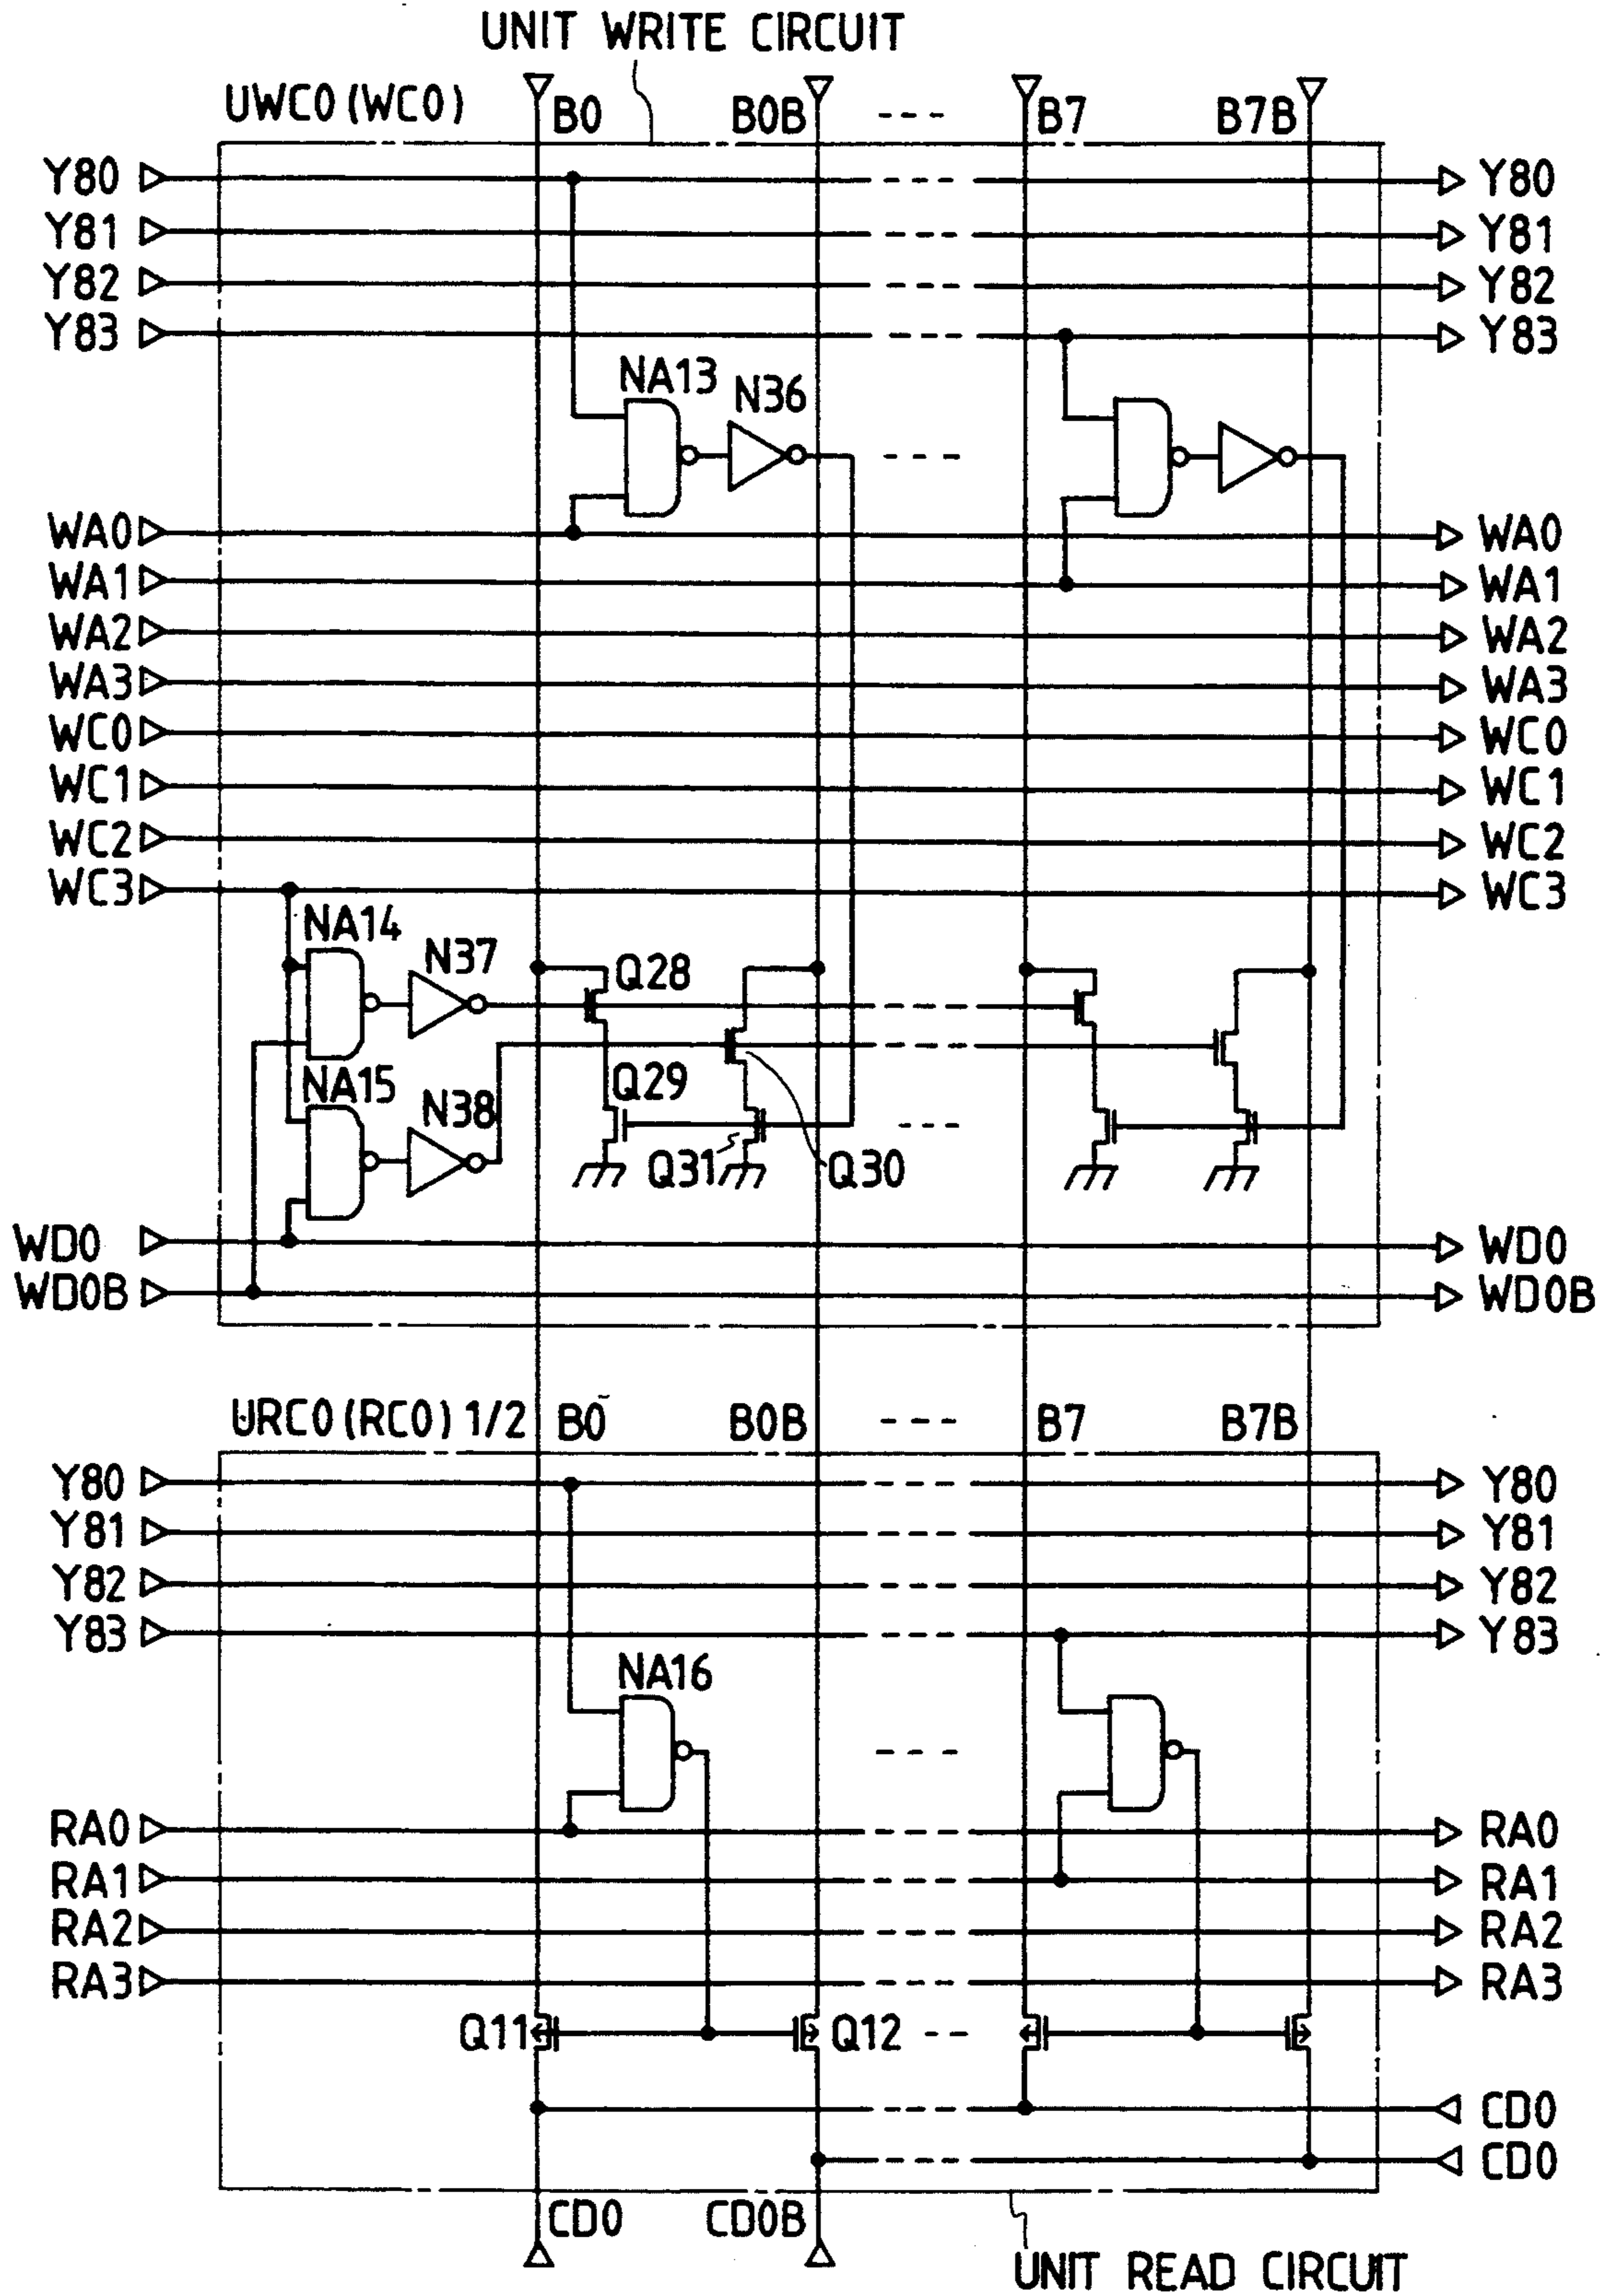 UNIT WRITE CIRCUIT
UWC0 (WC0) B0 B0B B7 B7B
Y80 Y80
Y81 Y81
Y82 Y82
Y83 Y83
NA13 N36
WA0 WA0
WA1 WA1
WA2 WA2
WA3 WA3
WC0 WC0
WC1 WC1
WC2 WC2
WC3 WC3
NA14 N37 Q28
NA15 N38 Q29
Q31 Q30
WD0 WD0
WD0B WD0B
URC0 (RC0) 1/2 B0 B0B B7 B7B
Y80 Y80
Y81 Y81
Y82 Y82
Y83 Y83
NA16
RA0 RA0
RA1 RA1
RA2 RA2
RA3 RA3
Q11 Q12
CD0
CD0
CD0 CD0B
UNIT READ CIRCUIT